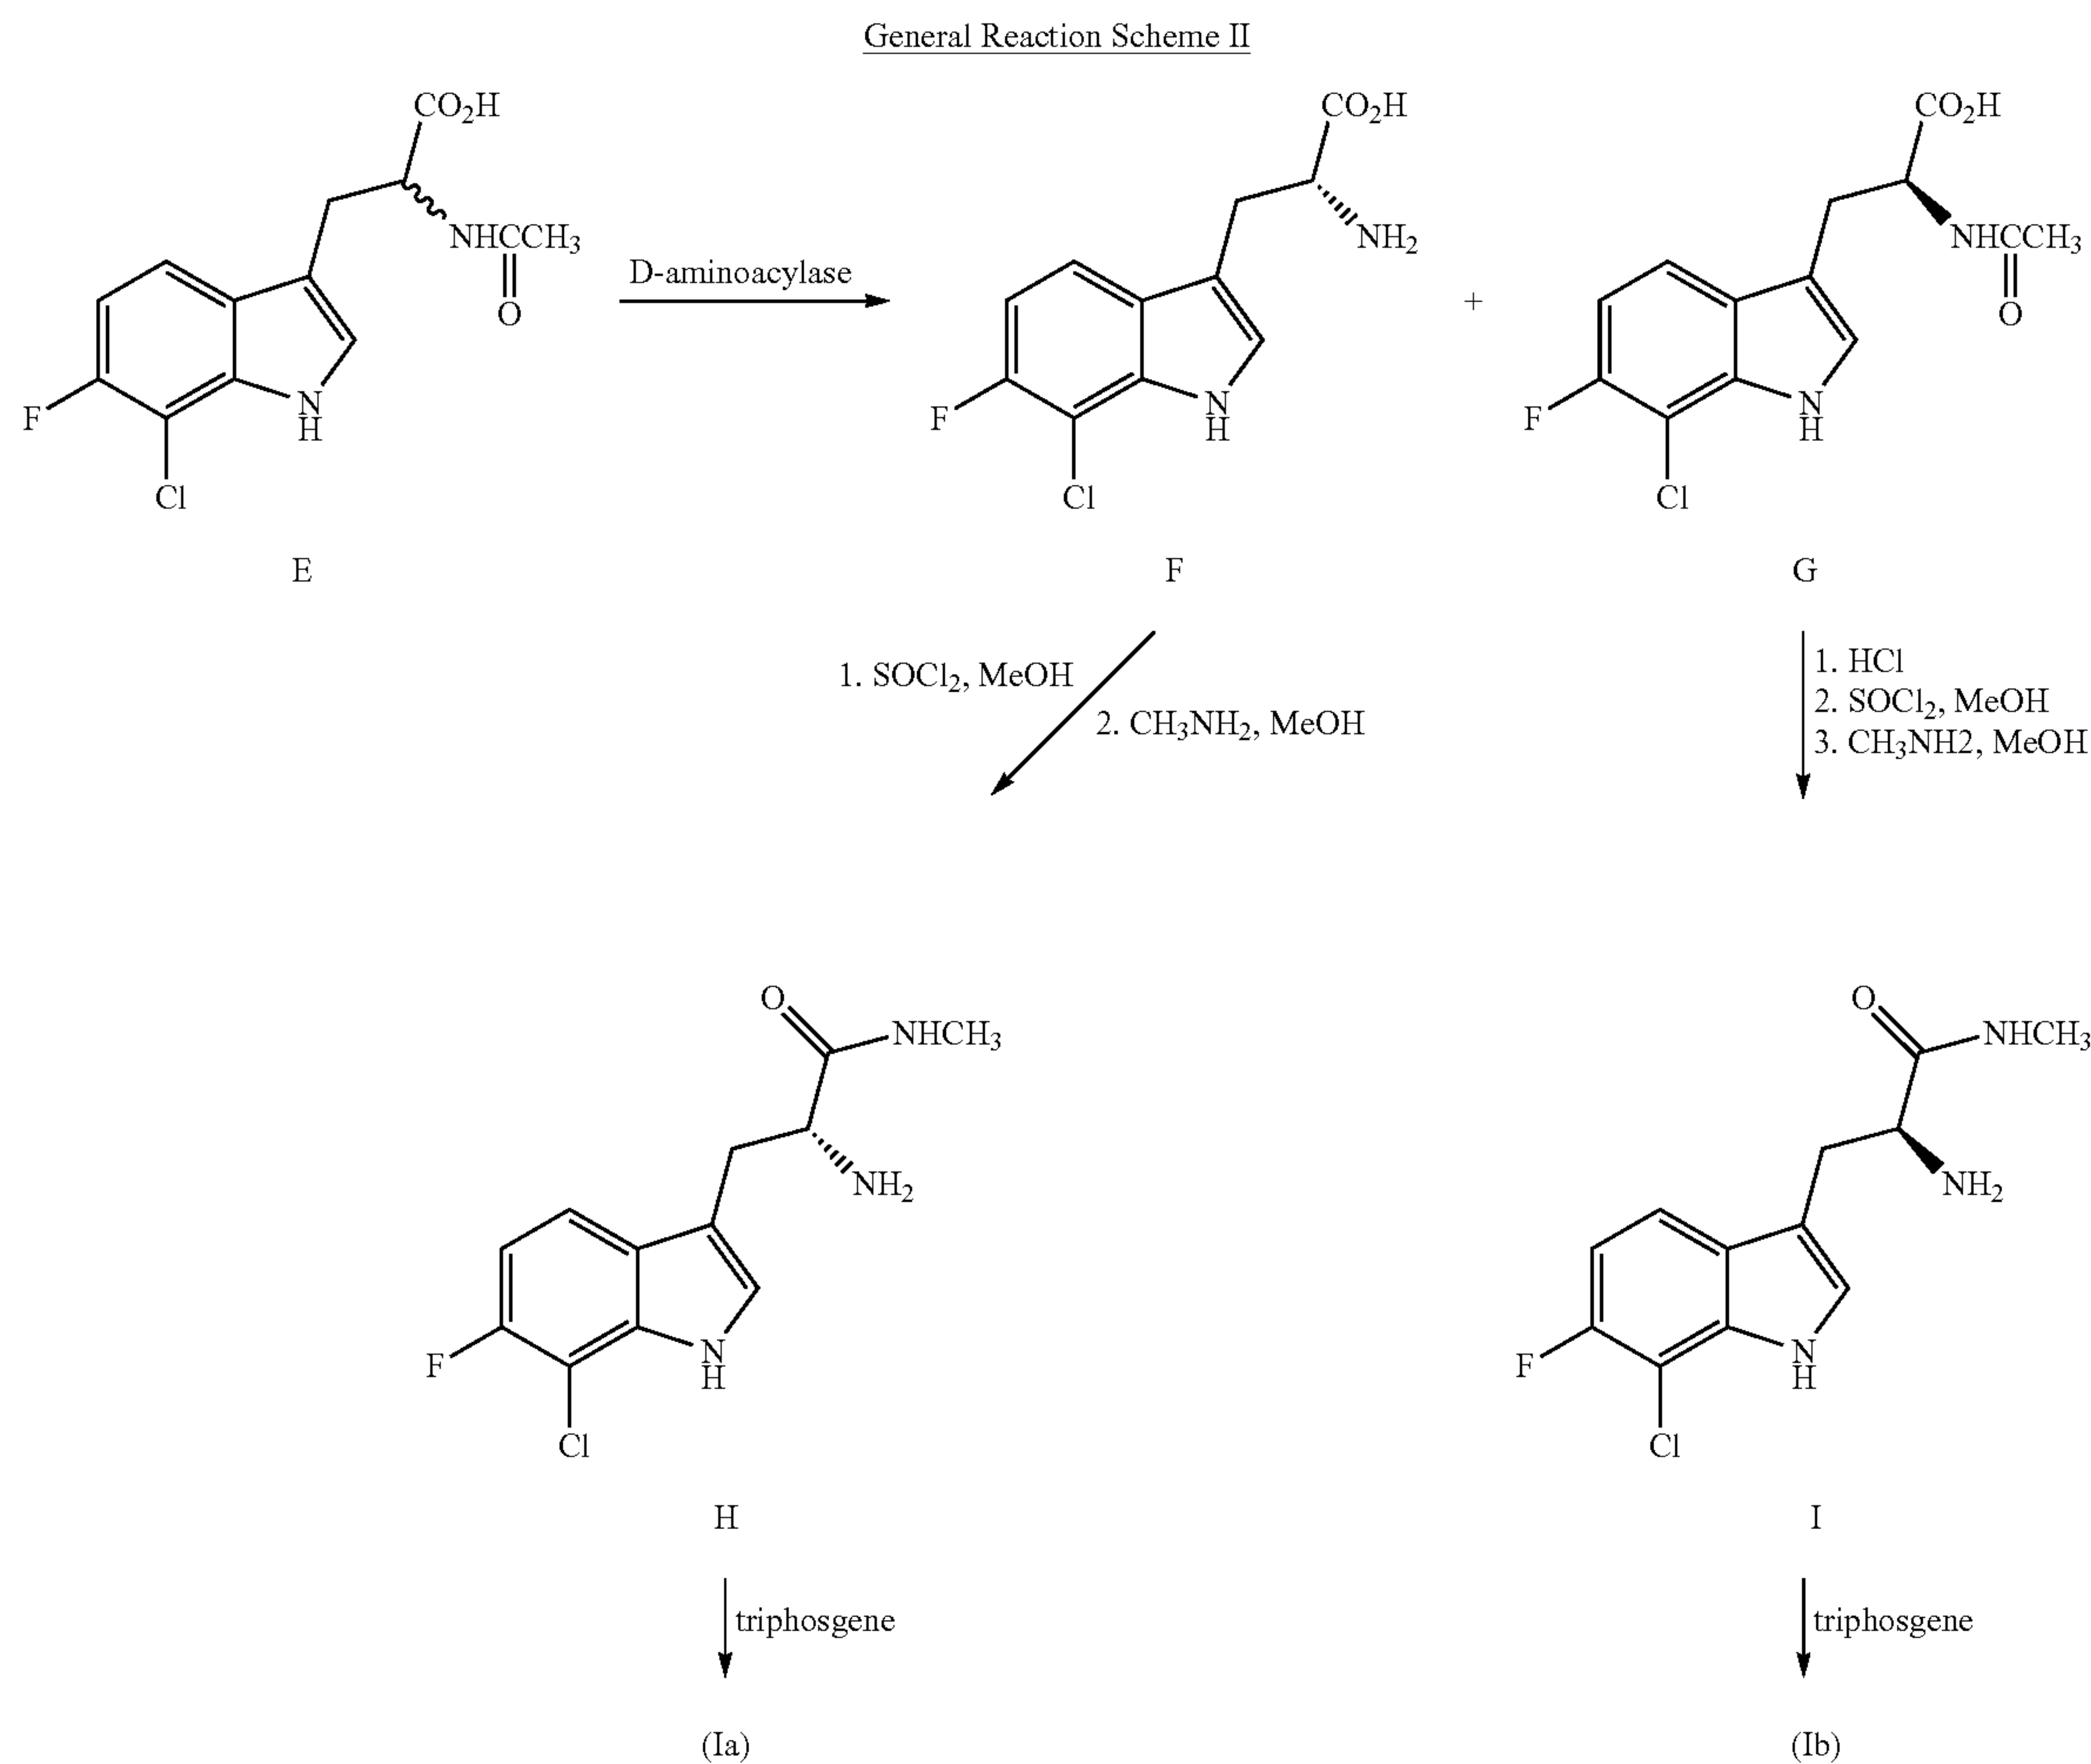 General Reaction Scheme II
CO2H
CO2H
CO2H
NHCCH3
O
D-aminoacylase
NH2
+
NHCCH3
O
F
N
H
Cl
F
N
H
Cl
F
N
H
Cl
E
F
G
1. SOCl2, MeOH
2. CH3NH2, MeOH
1. HCl
2. SOCl2, MeOH
3. CH3NH2, MeOH
O
NHCH3
NH2
F
N
H
Cl
O
NHCH3
NH2
F
N
H
Cl
H
I
triphosgene
triphosgene
(Ia)
(Ib)